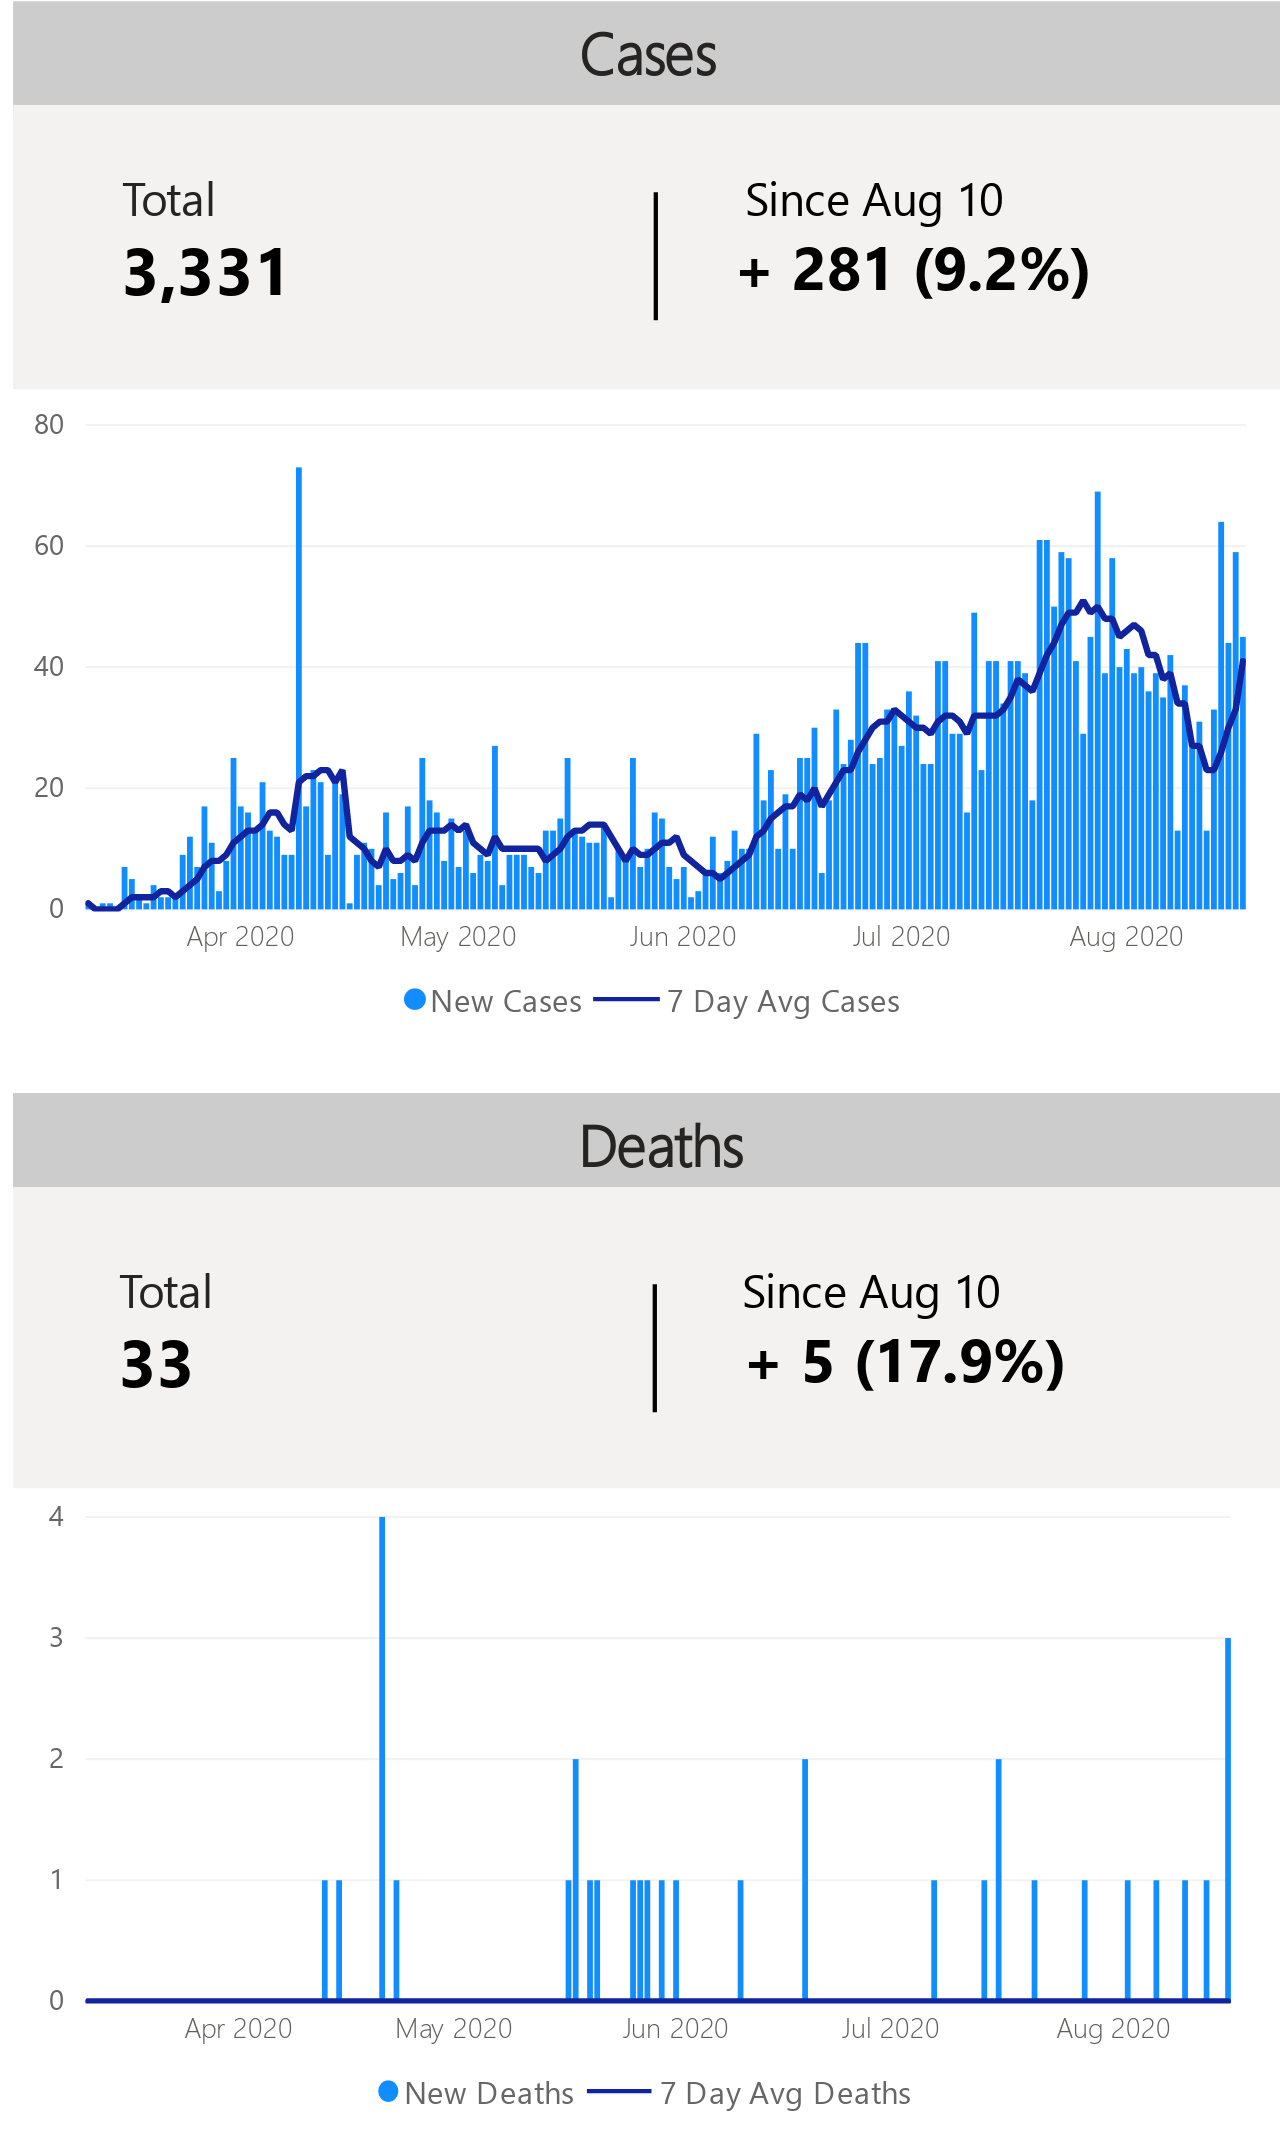 Cases
Total
Since Aug 10
3,331
+ 281 (9.2%)
80
60
40
20
0
Apr 2020
May 2020
Jun 2020
Jul 2020
Aug 2020
New Cases
7 Day Avg Cases
Deaths
Total
Since Aug 10
33
+ 5 (17.9%)
4
3
2
1
0
Apr 2020
May 2020
Jun 2020
Jul 2020
Aug 2020
New Deaths
7 Day Avg Deaths